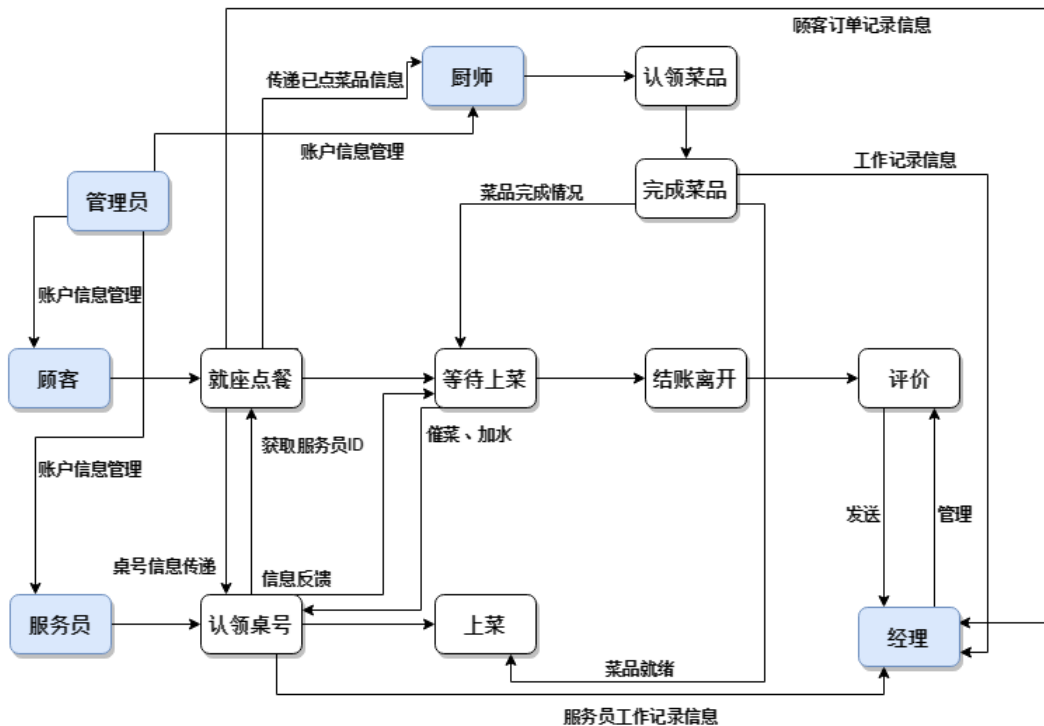 顾客订单记录信息
传递已点菜品信息
厨师
认领菜品
账户信息管理
工作记录信息
管理员
菜品完成情况
完成菜品
账户信息管理
顾客
就座点餐
等待上菜
结账离开
评价
获取服务员ID
催菜、加水
账户信息管理
发送
管理
桌号信息传递
信息反馈
服务员
认领桌号
上菜
经理
菜品就绪
服务员工作记录信息